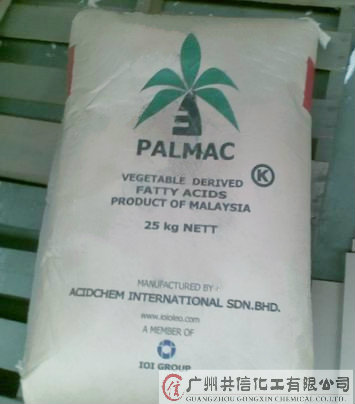 PALMAC
VEGETABLE DERIVED
FATTY ACIDS
PRODUCT OF MALAYSIA
K
25 kg NETT
MANUFACTURED BY :
ACIDCHEM INTERNATIONAL SDN.BHD.
www.ioioleo.com
A MEMBER OF
IOI GROUP
广州共信化工有限公司
GUANGZHOU GONGXIN CHEMICAL CO.,LTD.